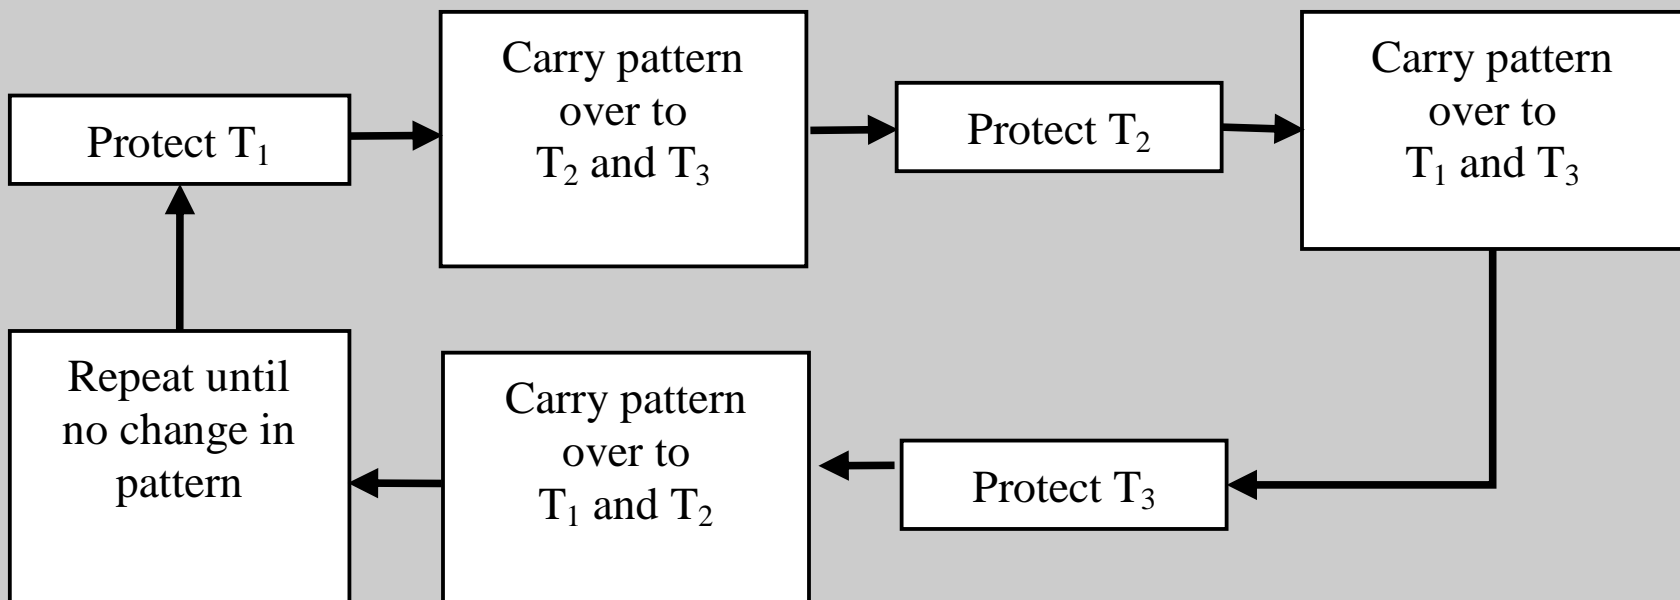 Protect T₁
Carry pattern
over to
T₂ and T₃
Protect T₂
Carry pattern
over to
T₁ and T₃
Protect T₃
Carry pattern
over to
T₁ and T₂
Repeat until
no change in
pattern